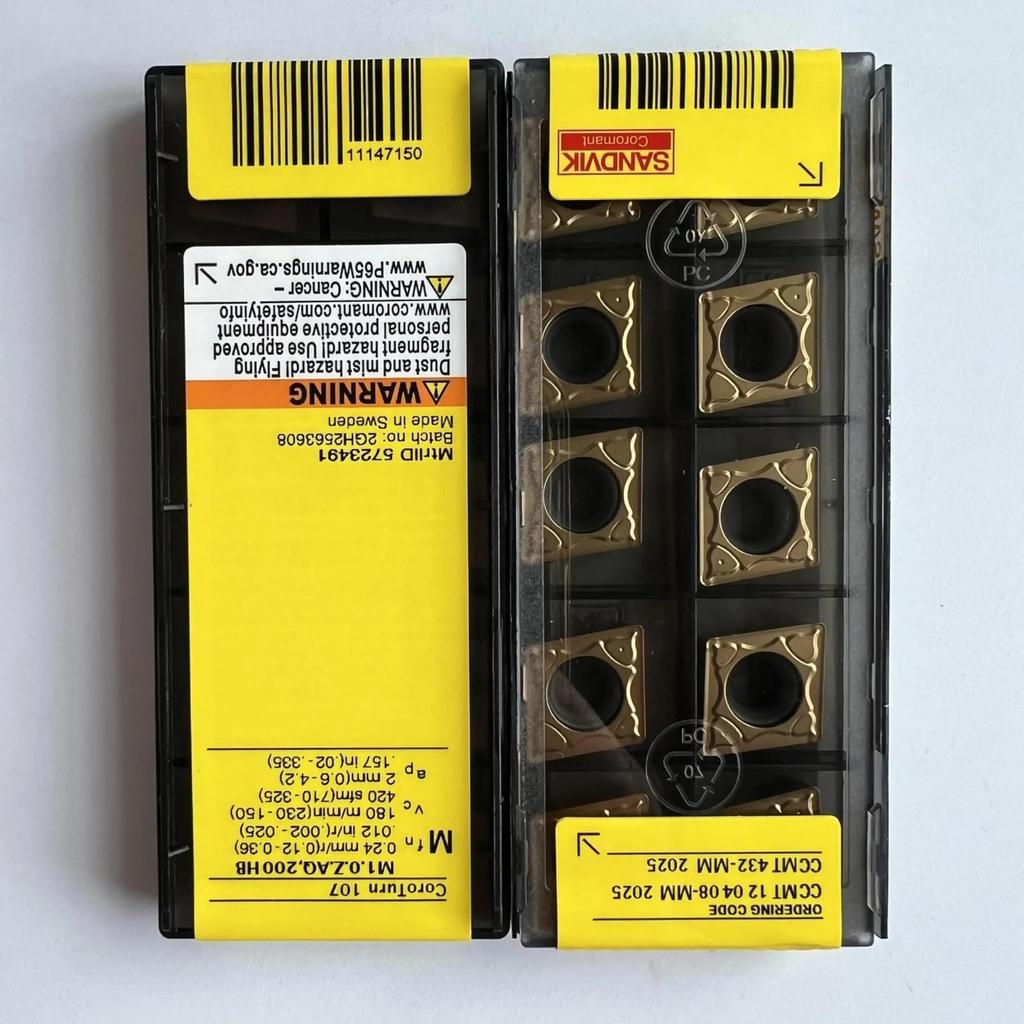 11147150
CoroTurn 107
M1.0.Z.AQ,200 HB
M
fn 0.24 mm/r(0.12-0.36)
.012 in/r(.002-.025)
vc 180 m/min(230-150)
420 sfm(710-325)
ap 2 mm(0.6-4.2)
.157 in(.02-.335)
MtrlID 5723491
Batch no: 2GH2563608
Made in Sweden
WARNING
Dust and mist hazard! Flying
fragment hazard! Use approved
personal protective equipment
www.coromant.com/safetyinfo
WARNING: Cancer –
www.P65Warnings.ca.gov
ORDERING CODE
CCMT 12 04 08-MM 2025
CCMT 432-MM 2025
PC
07
07
PC
SANDVIK
Coromant